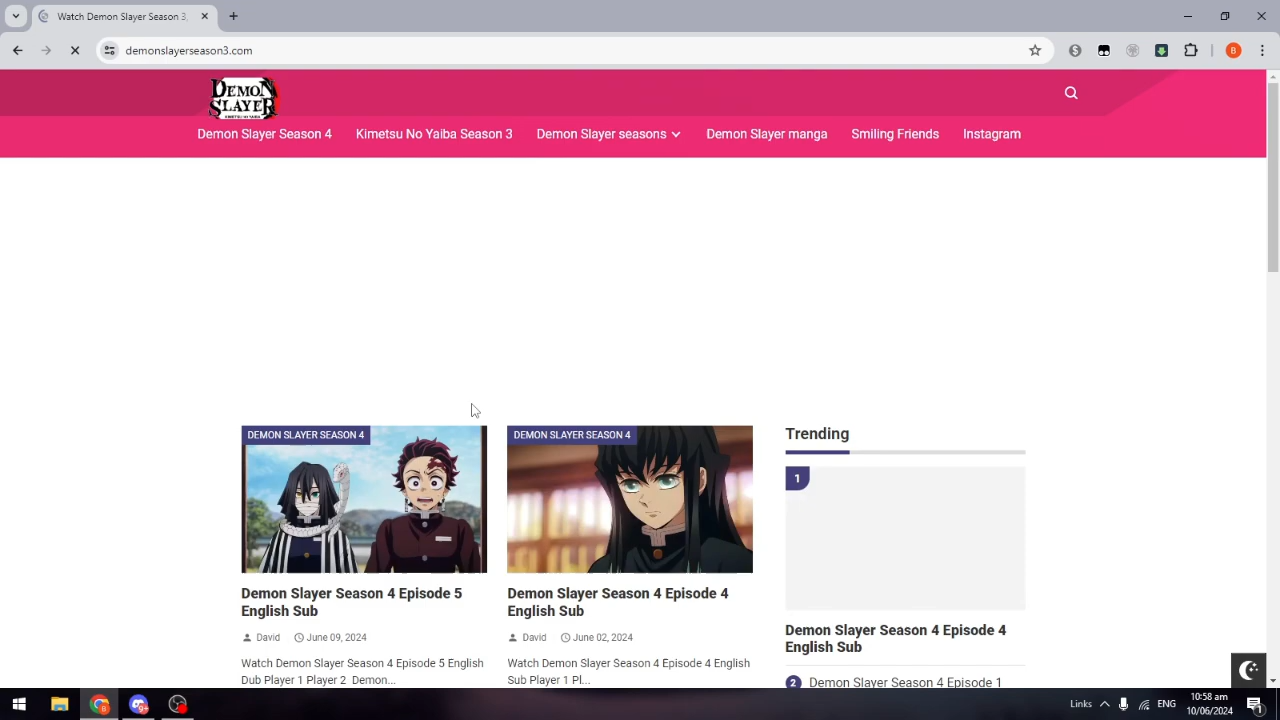 Watch Demon Slayer Season 3,
demonslayerseason3.com
B
DEMON
SLAYER
KIMETSU NO YAIBA
Demon Slayer Season 4
Kimetsu No Yaiba Season 3
Demon Slayer seasons
Demon Slayer manga
Smiling Friends
Instagram
DEMON SLAYER SEASON 4
Demon Slayer Season 4 Episode 5
English Sub
David
June 09, 2024
Watch Demon Slayer Season 4 Episode 5 English
Dub Player 1 Player 2 Demon...
DEMON SLAYER SEASON 4
Demon Slayer Season 4 Episode 4
English Sub
David
June 02, 2024
Watch Demon Slayer Season 4 Episode 4 English
Sub Player 1 Pl...
Trending
1
Demon Slayer Season 4 Episode 4
English Sub
2 Demon Slayer Season 4 Episode 1
Links
ENG
10:58 am
10/06/2024